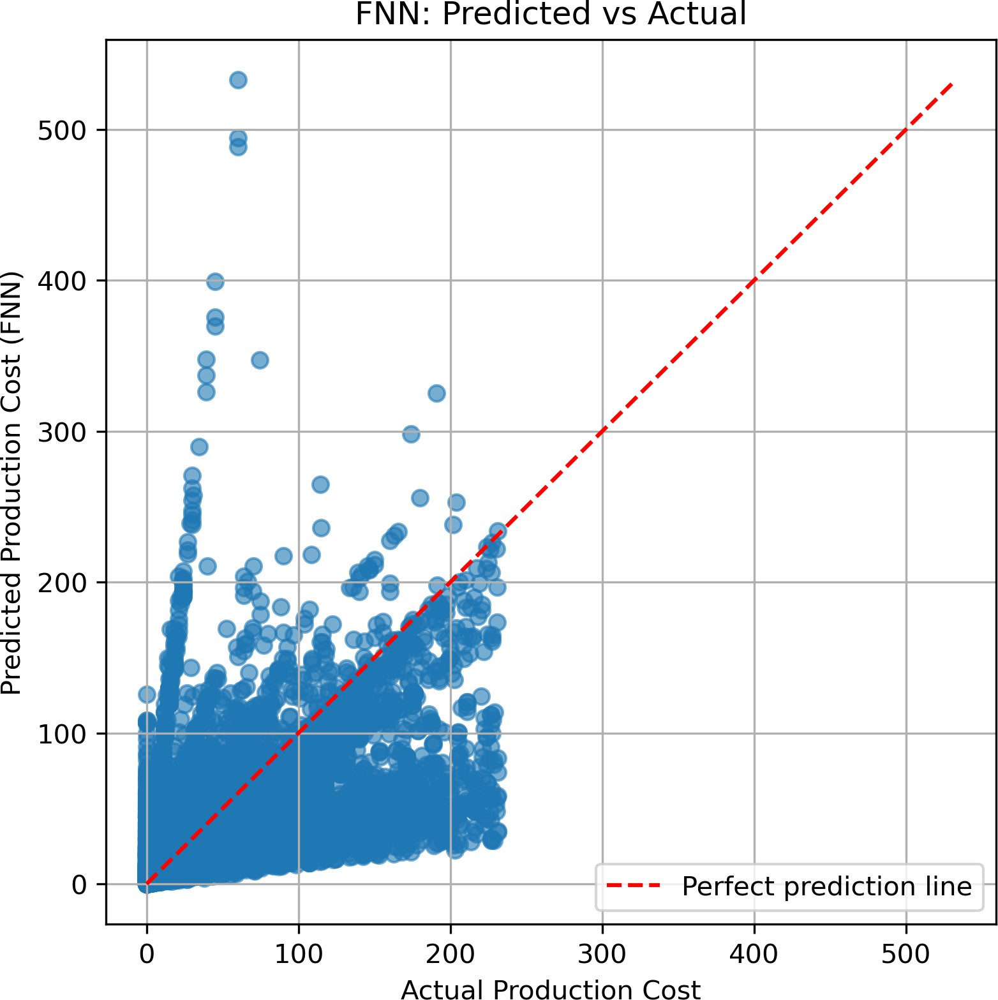 FNN: Predicted vs Actual
Predicted Production Cost (FNN)
500
400
300
200
100
0
0 100 200 300 400 500
Actual Production Cost
Perfect prediction line